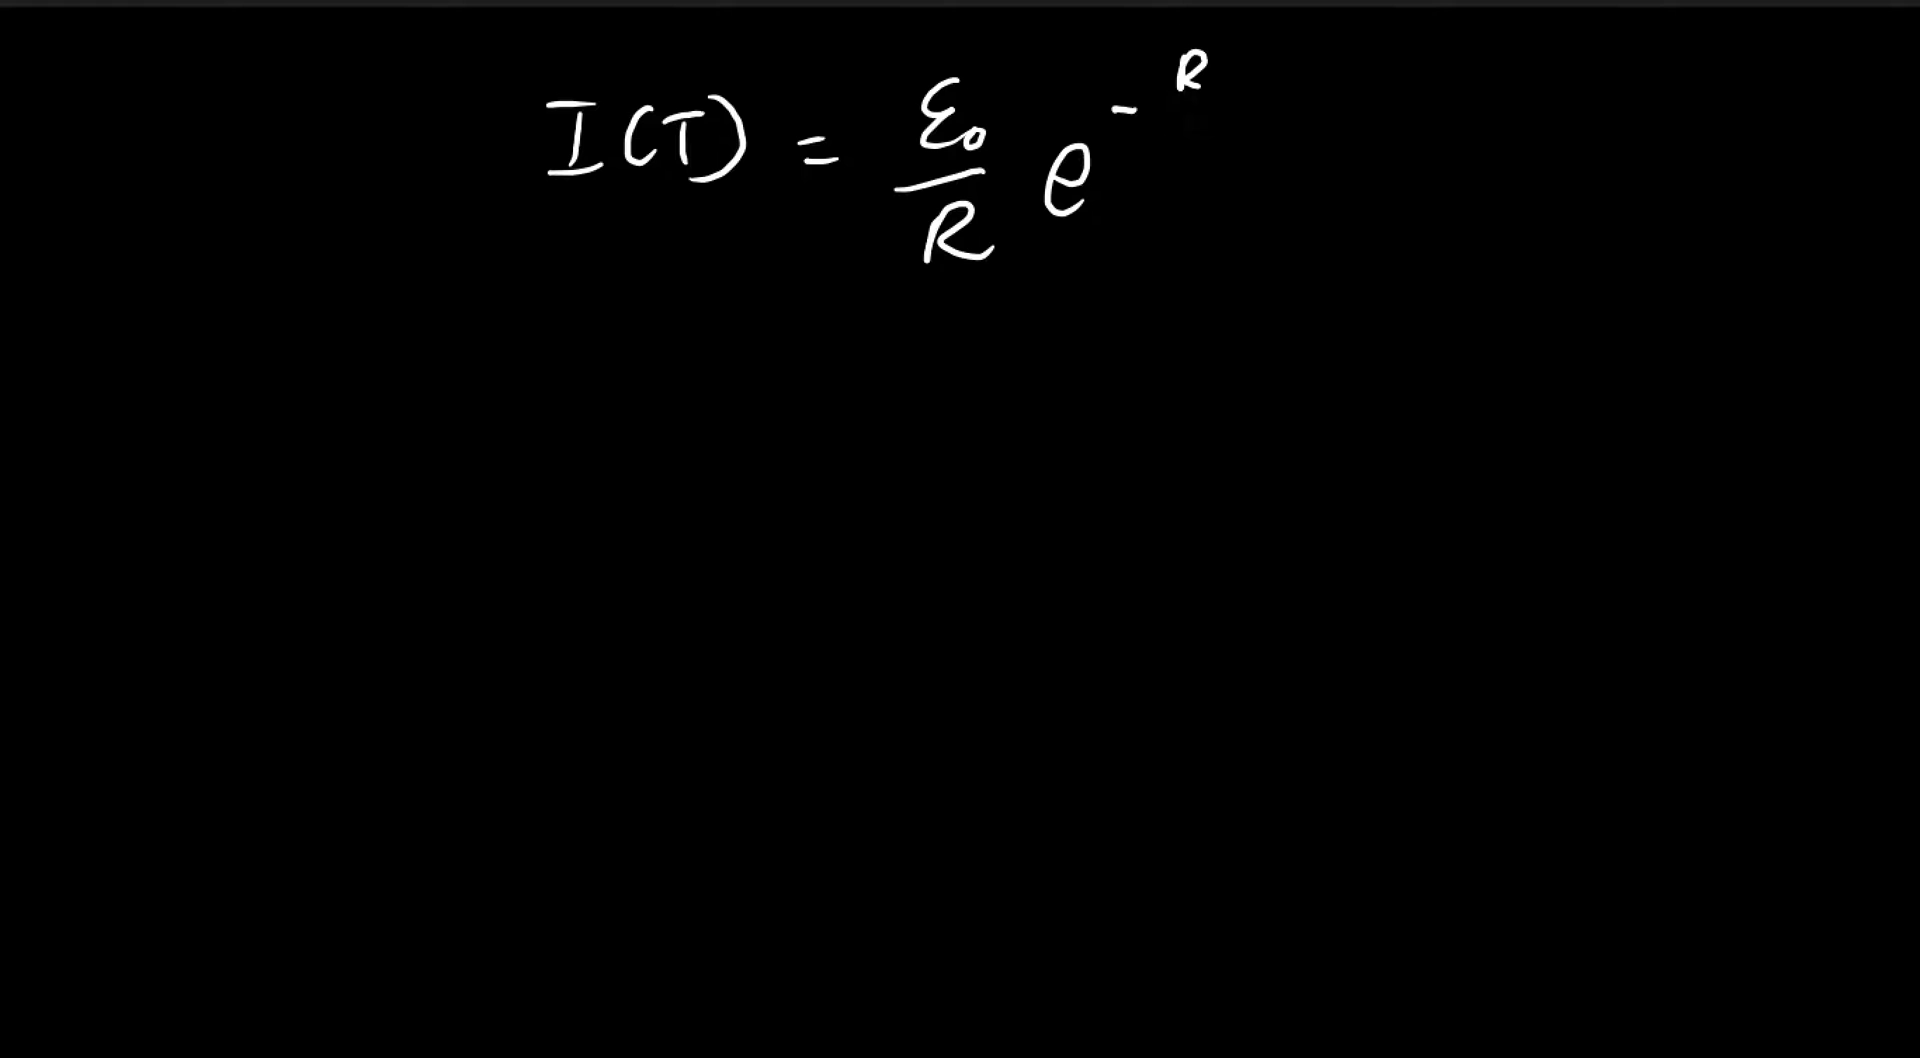 I(T) = ε₀/R e^{-R}